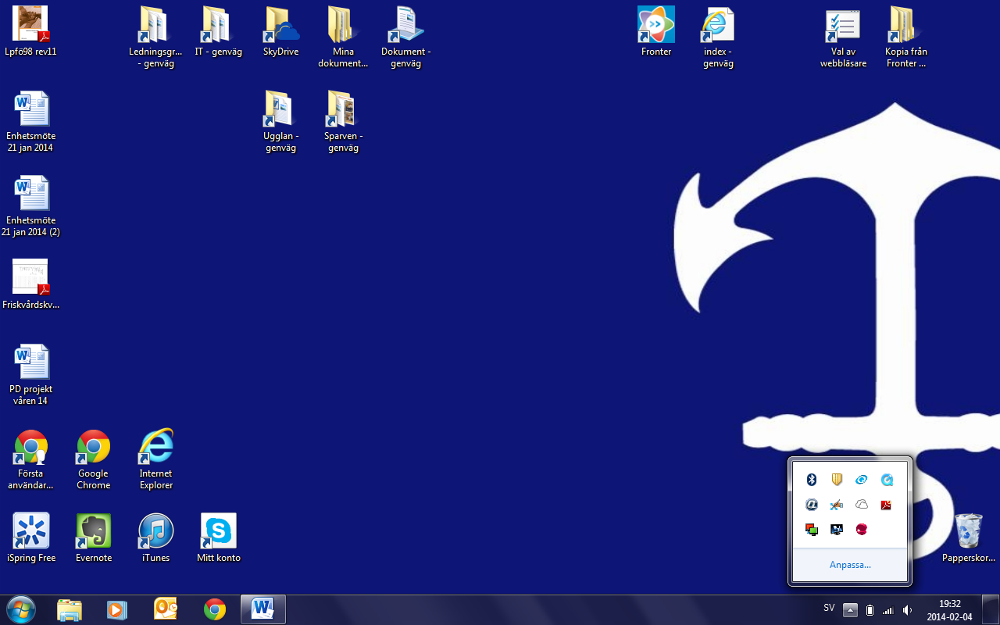 Lpfö98 rev11
Ledningsgr...
- genväg
IT - genväg
SkyDrive
Mina
dokument...
Dokument -
genväg
Fronter
index -
genväg
Val av
webbläsare
Kopia från
Fronter ...
Enhetsmöte
21 jan 2014
Ugglan -
genväg
Sparven -
genväg
Enhetsmöte
21 jan 2014 (2)
Friskvårdskv...
PD projekt
våren 14
Första
användar...
Google
Chrome
Internet
Explorer
iSpring Free
Evernote
iTunes
Mitt konto
Papperskor...
Anpassa...
SV
19:32
2014-02-04